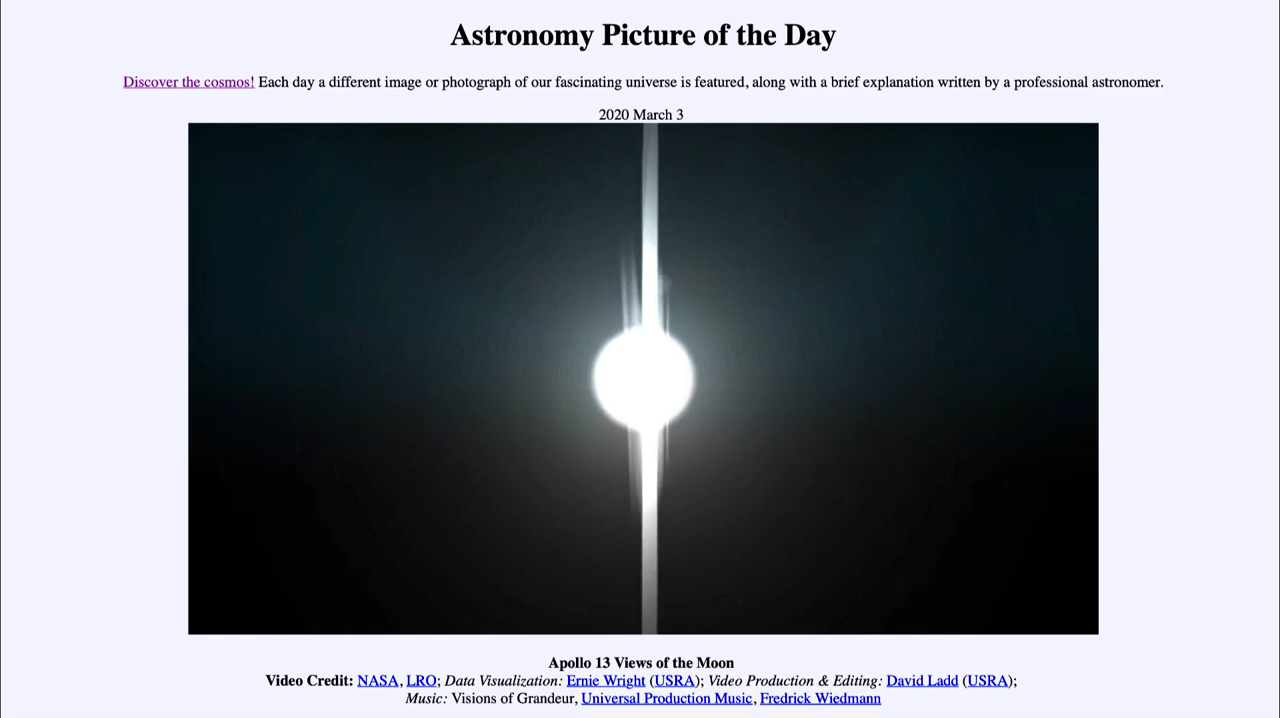 Astronomy Picture of the Day
Discover the cosmos! Each day a different image or photograph of our fascinating universe is featured, along with a brief explanation written by a professional astronomer.
2020 March 3
Apollo 13 Views of the Moon
Video Credit: NASA, LRO; Data Visualization: Ernie Wright (USRA); Video Production & Editing: David Ladd (USRA);
Music: Visions of Grandeur, Universal Production Music, Fredrick Wiedmann